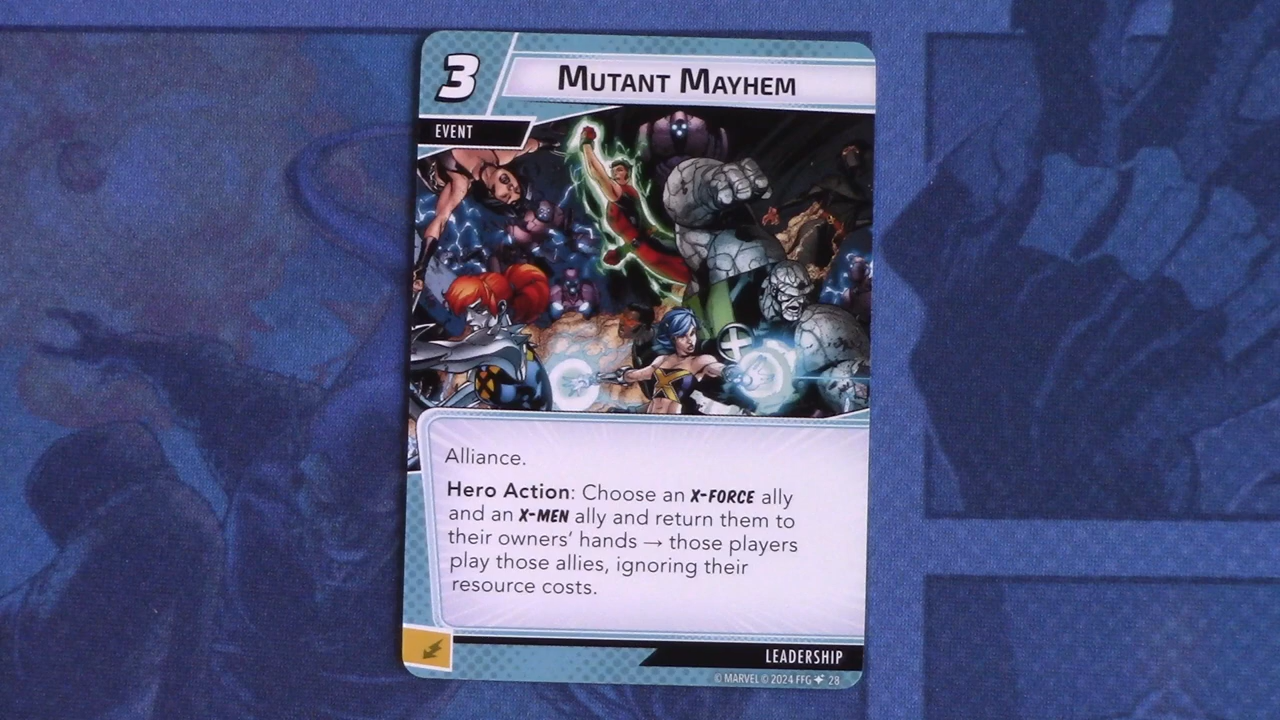 3
MUTANT MAYHEM
EVENT
Alliance.
Hero Action: Choose an X-FORCE ally
and an X-MEN ally and return them to
their owners' hands → those players
play those allies, ignoring their
resource costs.
LEADERSHIP
© MARVEL © 2024 FFG 28